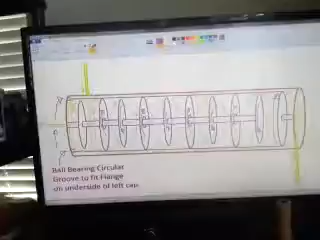 Ball Bearing Circular
Groove to fit Flange
on underside of left cap.